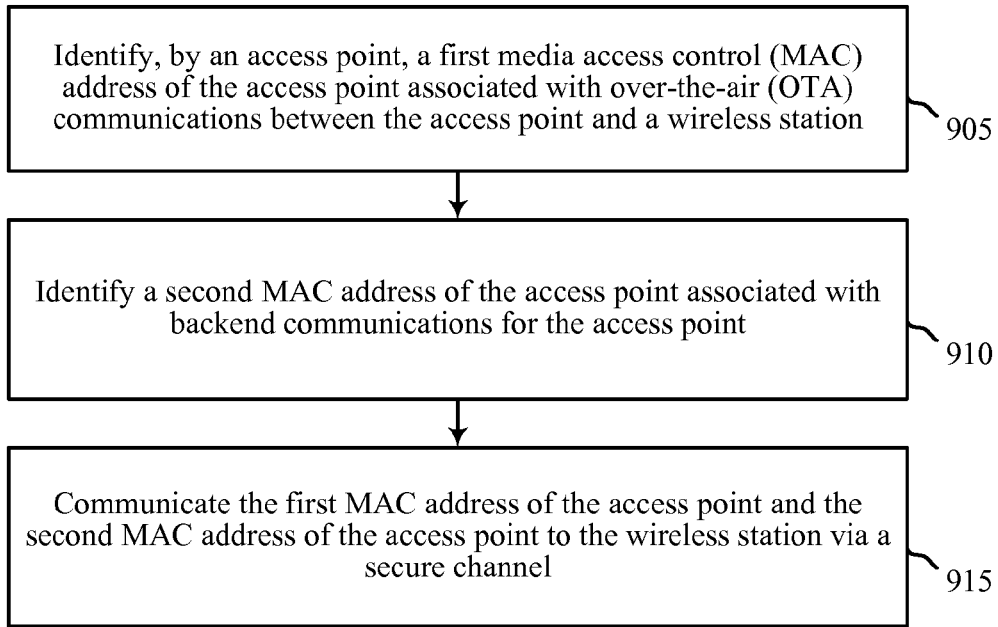 Identify, by an access point, a first media access control (MAC)
address of the access point associated with over-the-air (OTA)
communications between the access point and a wireless station
905
Identify a second MAC address of the access point associated with
backend communications for the access point
910
Communicate the first MAC address of the access point and the
second MAC address of the access point to the wireless station via a
secure channel
915